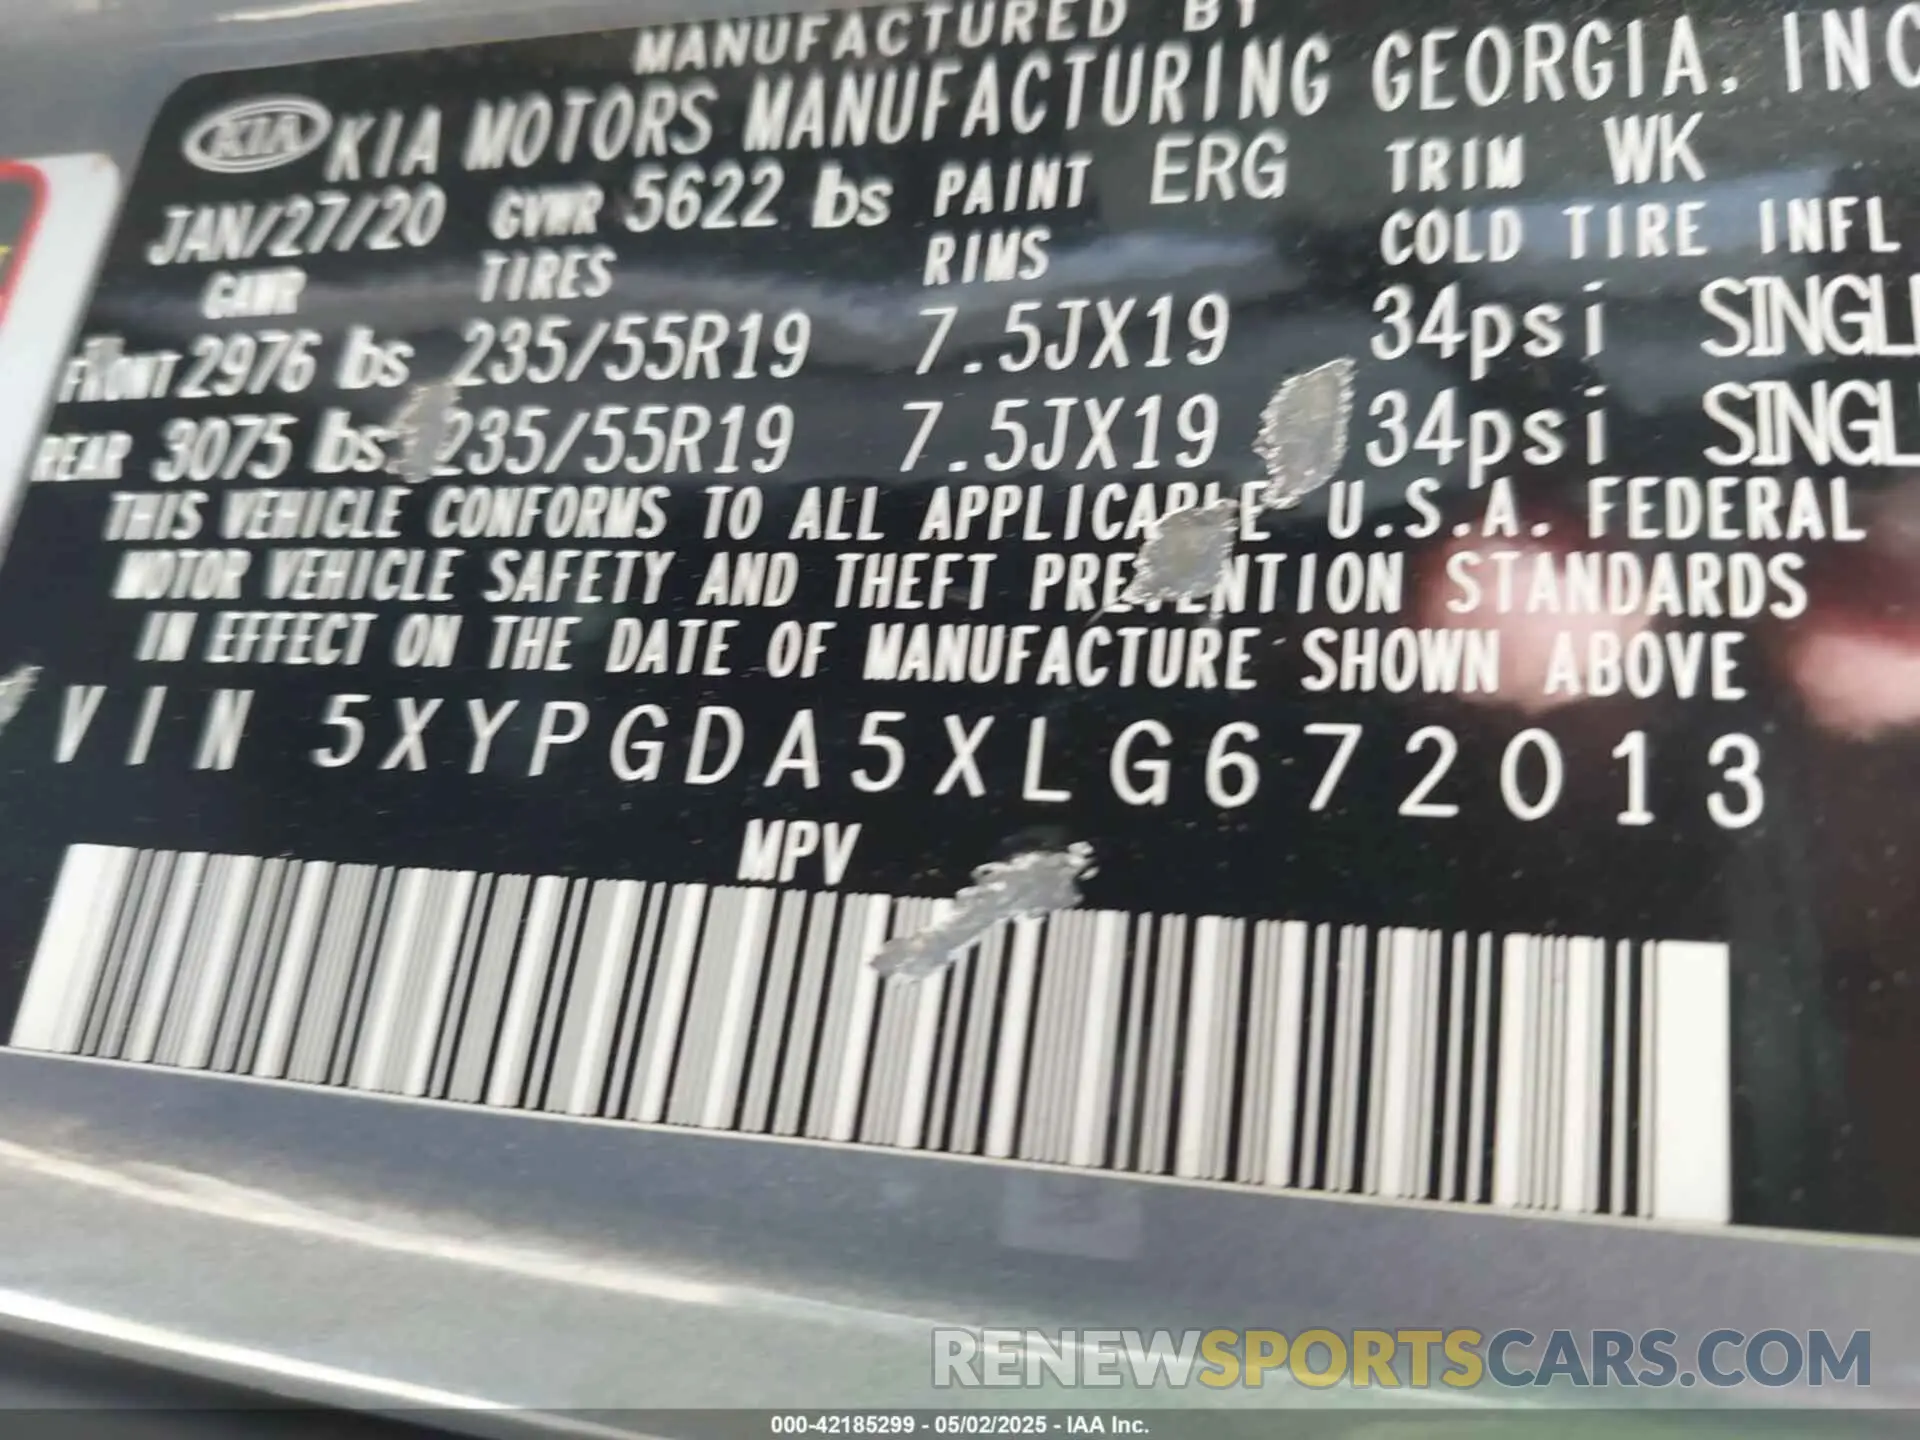 MANUFACTURED BY
KIA KIA MOTORS MANUFACTURING GEORGIA, INC
JAN/27/20 GVWR 5622 lbs PAINT ERG TRIM WK
GAWR TIRES RIMS COLD TIRE INFL
FRONT 2976 lbs 235/55R19 7.5JX19 34psi SINGL
REAR 3075 lbs 235/55R19 7.5JX19 34psi SINGL
THIS VEHICLE CONFORMS TO ALL APPLICABLE U.S.A. FEDERAL
MOTOR VEHICLE SAFETY AND THEFT PREVENTION STANDARDS
IN EFFECT ON THE DATE OF MANUFACTURE SHOWN ABOVE
VIN 5XYPGDA5XLG672013
MPV
RENEWSPORTSCARS.COM
000-42185299 - 05/02/2025 - IAA Inc.